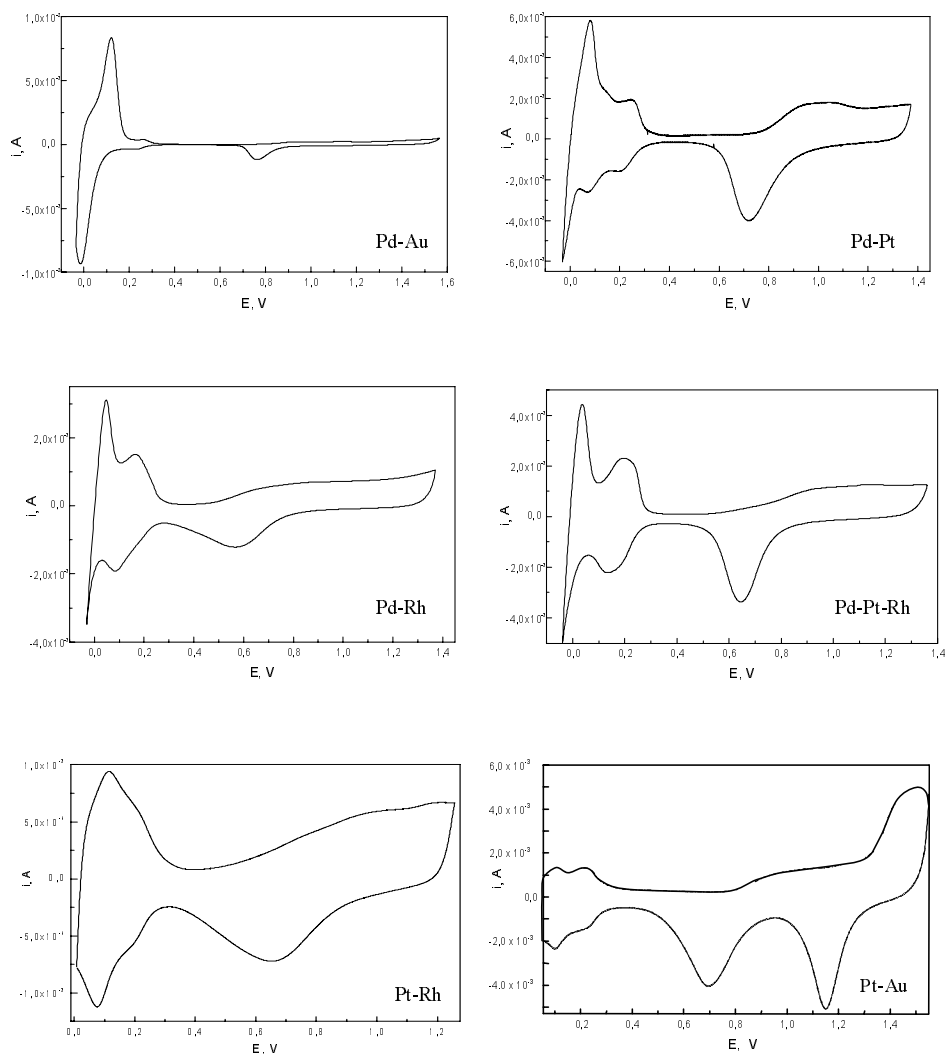 1,0x10⁻²
5,0x10⁻³
0,0
-5,0x10⁻³
-1,0x10⁻²
i, A
Pd-Au
0,0 0,2 0,4 0,6 0,8 1,0 1,2 1,4 1,6
E, V
6,0x10⁻³
4,0x10⁻³
2,0x10⁻³
0,0
-2,0x10⁻³
-4,0x10⁻³
-6,0x10⁻³
i, A
Pd-Pt
0,0 0,2 0,4 0,6 0,8 1,0 1,2 1,4
E, V
2,0x10⁻³
0,0
-2,0x10⁻³
-4,0x10⁻³
i, A
Pd-Rh
0,0 0,2 0,4 0,6 0,8 1,0 1,2 1,4
E, V
4,0x10⁻³
2,0x10⁻³
0,0
-2,0x10⁻³
-4,0x10⁻³
i, A
Pd-Pt-Rh
0,0 0,2 0,4 0,6 0,8 1,0 1,2 1,4
E, V
1,0x10⁻³
5,0x10⁻⁴
0,0
-5,0x10⁻⁴
-1,0x10⁻³
i, A
Pt-Rh
0,0 0,2 0,4 0,6 0,8 1,0 1,2
E, V
6,0 x 10⁻³
4,0 x 10⁻³
2,0 x 10⁻³
0,0
-2,0 x 10⁻³
-4,0 x 10⁻³
i, A
Pt-Au
0,2 0,4 0,6 0,8 1,0 1,2 1,4
E, V